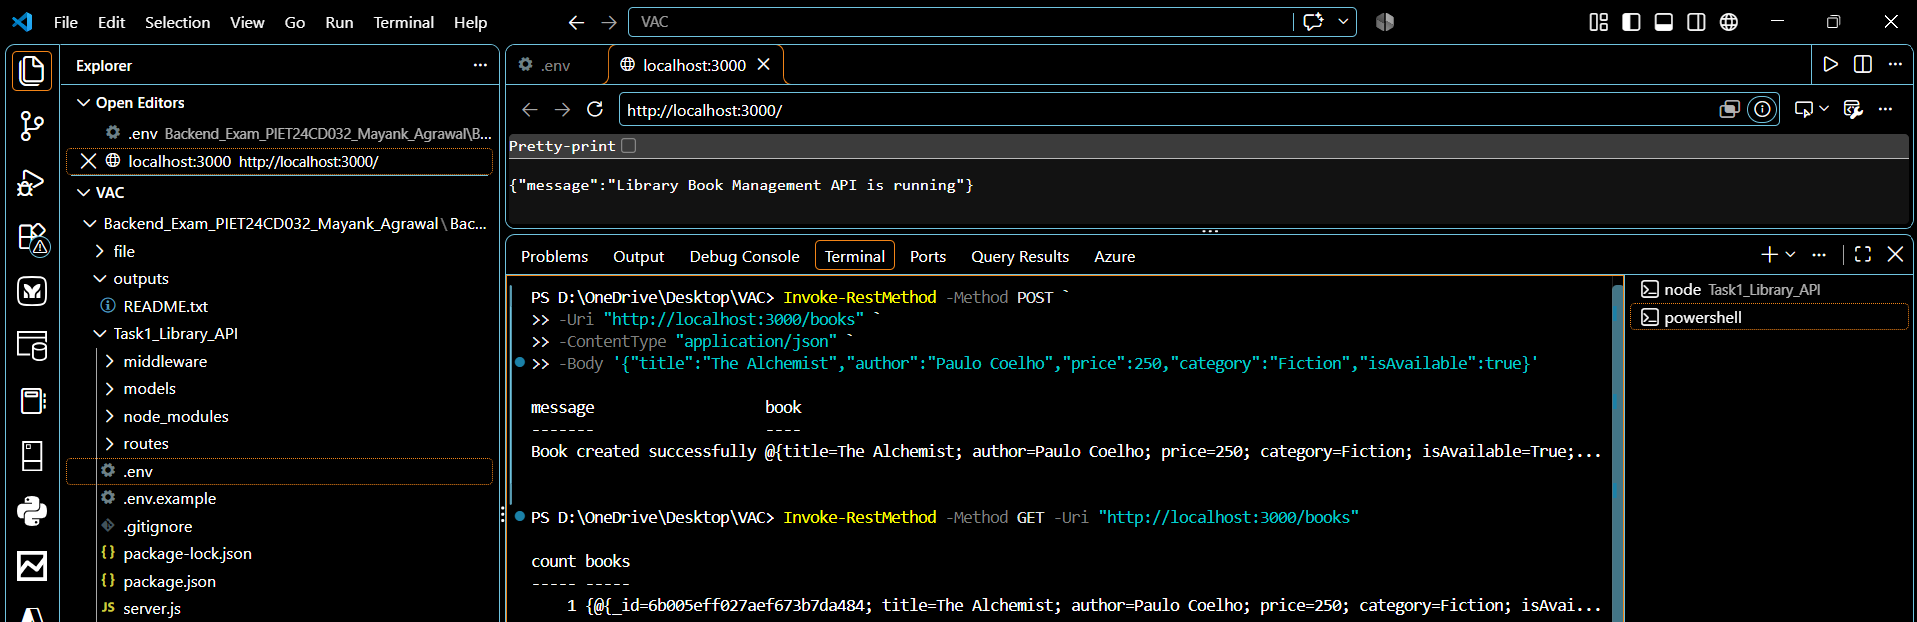 File Edit Selection View Go Run Terminal Help
VAC
Explorer
Open Editors
.env Backend_Exam_PIET24CD032_Mayank_Agrawal\B...
localhost:3000 http://localhost:3000/
VAC
Backend_Exam_PIET24CD032_Mayank_Agrawal\Bac...
file
outputs
README.txt
Task1_Library_API
middleware
models
node_modules
routes
.env
.env.example
.gitignore
package-lock.json
package.json
JS server.js
.env
localhost:3000
http://localhost:3000/
Pretty-print
{"message":"Library Book Management API is running"}
Problems Output Debug Console Terminal Ports Query Results Azure
PS D:\OneDrive\Desktop\VAC> Invoke-RestMethod -Method POST `
>> -Uri "http://localhost:3000/books" `
>> -ContentType "application/json" `
>> -Body '{"title":"The Alchemist","author":"Paulo Coelho","price":250,"category":"Fiction","isAvailable":true}'
message book
------- ----
Book created successfully @{title=The Alchemist; author=Paulo Coelho; price=250; category=Fiction; isAvailable=True;...
PS D:\OneDrive\Desktop\VAC> Invoke-RestMethod -Method GET -Uri "http://localhost:3000/books"
count books
----- -----
1 {@{_id=6b005eff027aef673b7da484; title=The Alchemist; author=Paulo Coelho; price=250; category=Fiction; isAvai...
node Task1_Library_API
powershell